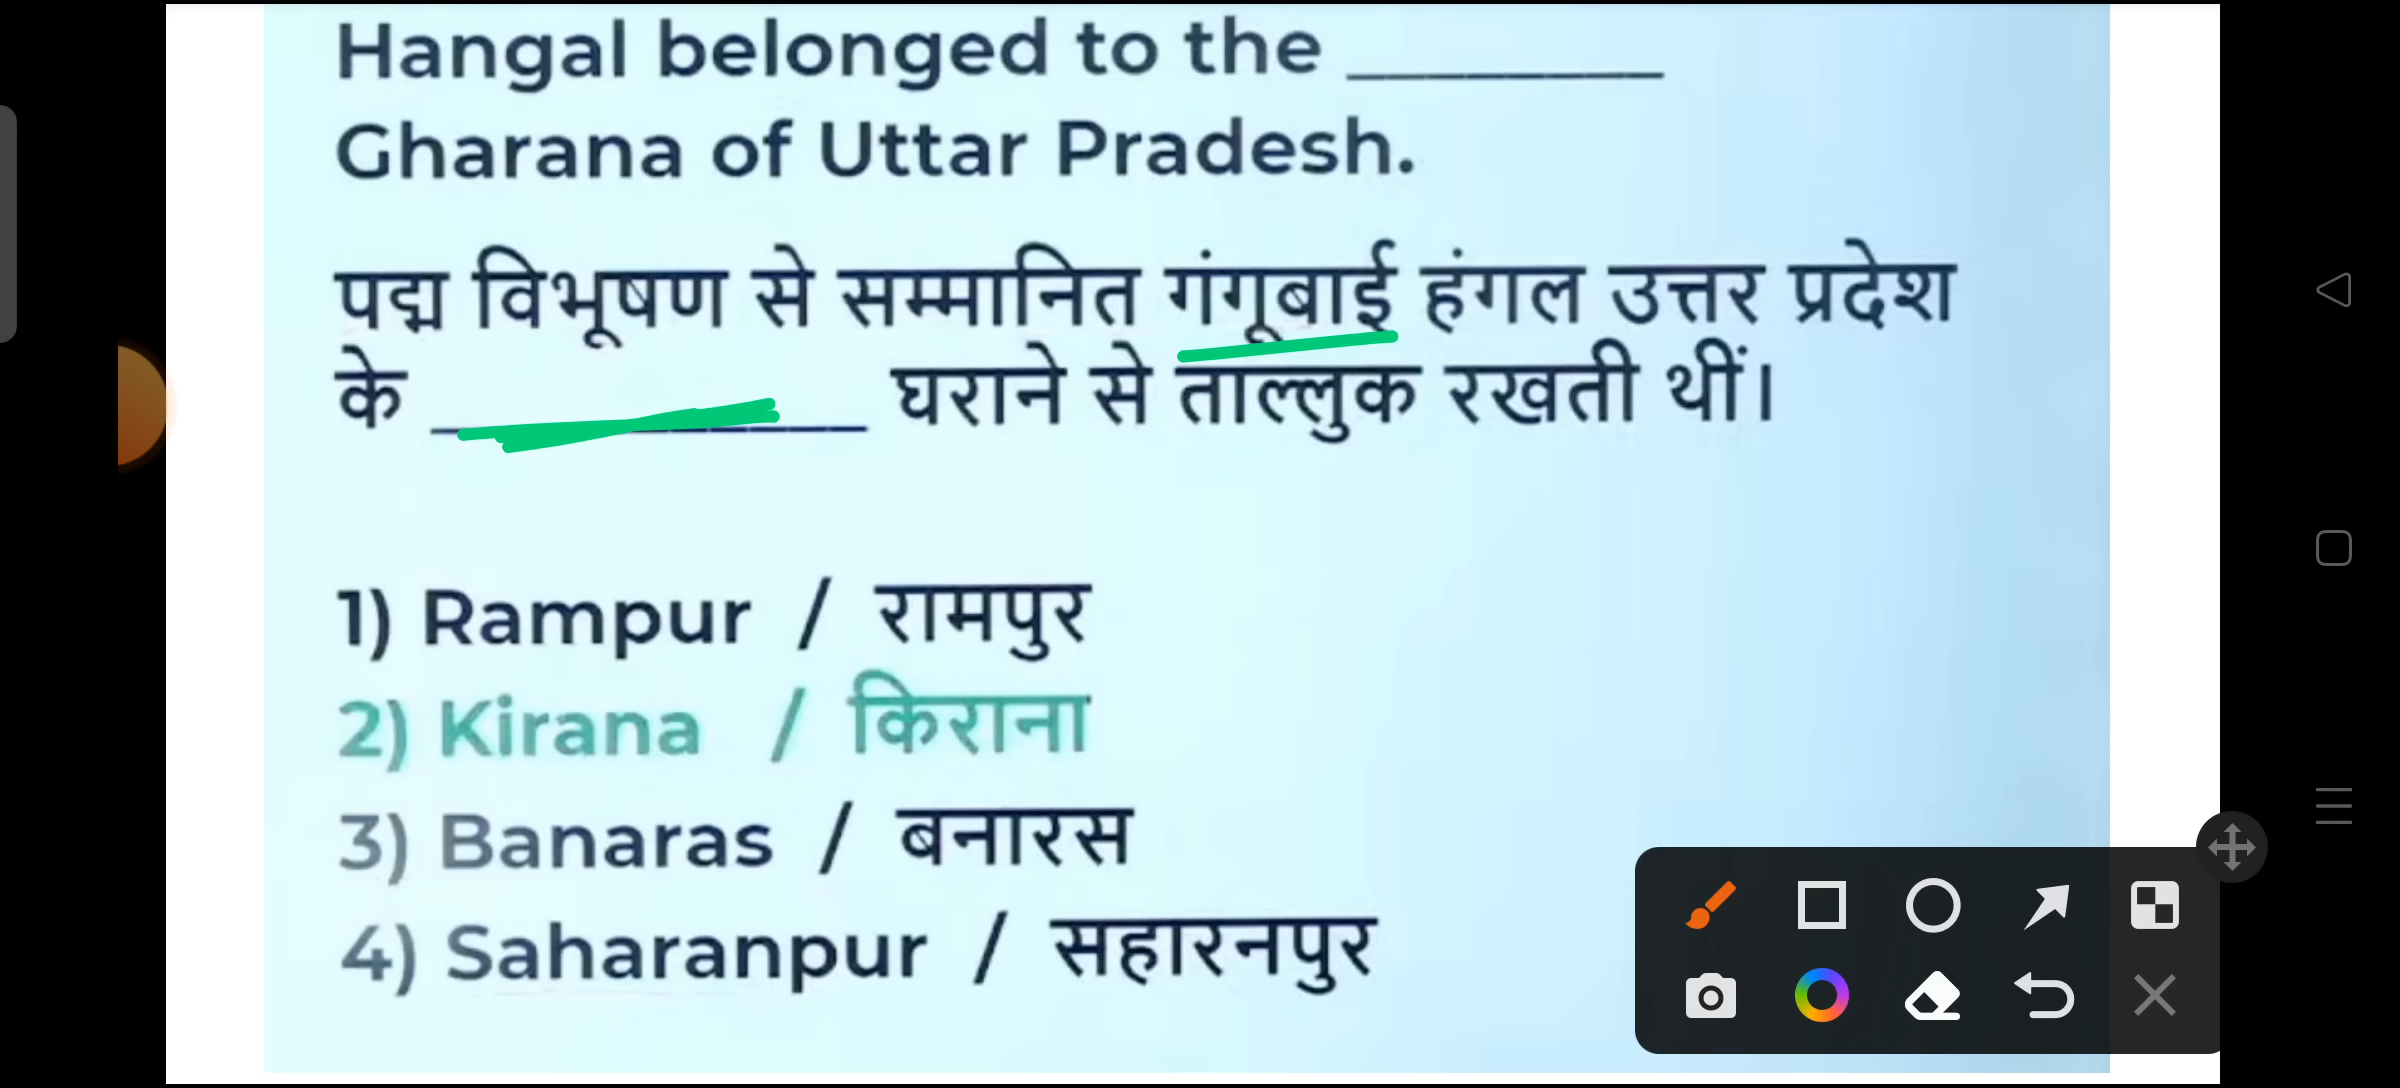 Hangal belonged to the ________
Gharana of Uttar Pradesh.
पद्म विभूषण से सम्मानित गंगूबाई हंगल उत्तर प्रदेश
के ___________ घराने से ताल्लुक रखती थीं।
1) Rampur / रामपुर
2) Kirana / किराना
3) Banaras / बनारस
4) Saharanpur / सहारनपुर